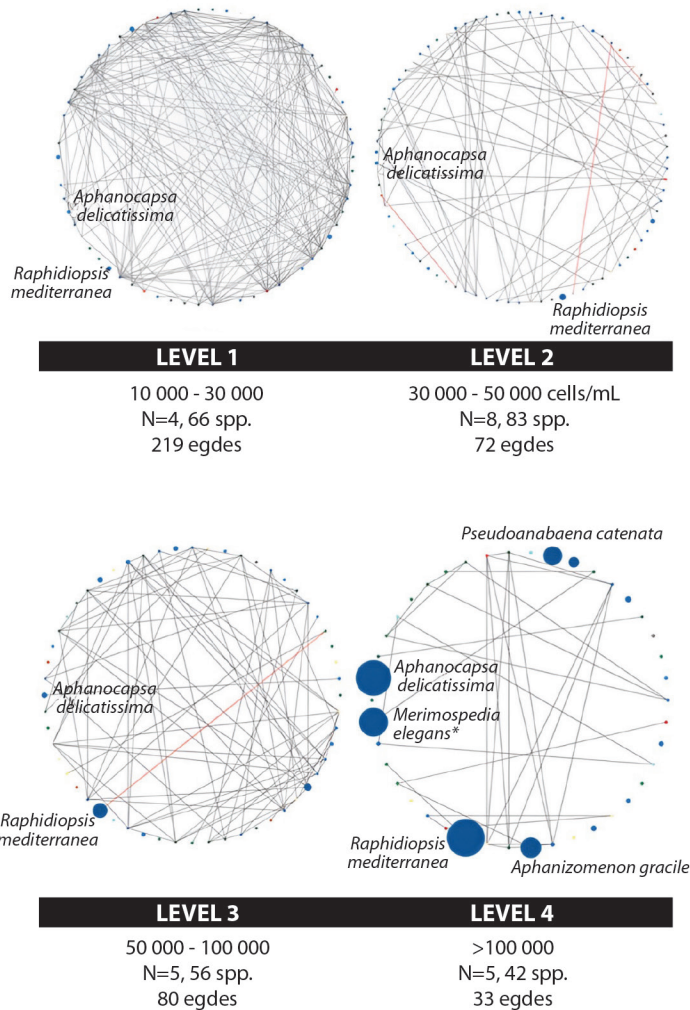 Aphanocapsa
delicatissima
Raphidiopsis
mediterranea
Aphanocapsa
delicatissima
Raphidiopsis
mediterranea
LEVEL 1
10 000 - 30 000
N=4, 66 spp.
219 egdes
LEVEL 2
30 000 - 50 000 cells/mL
N=8, 83 spp.
72 egdes
Aphanocapsa
delicatissima
Raphidiopsis
mediterranea
Pseudoanabaena catenata
Aphanocapsa
delicatissima
Merimospedia
elegans*
Raphidiopsis
mediterranea
Aphanizomenon gracile
LEVEL 3
50 000 - 100 000
N=5, 56 spp.
80 egdes
LEVEL 4
>100 000
N=5, 42 spp.
33 egdes